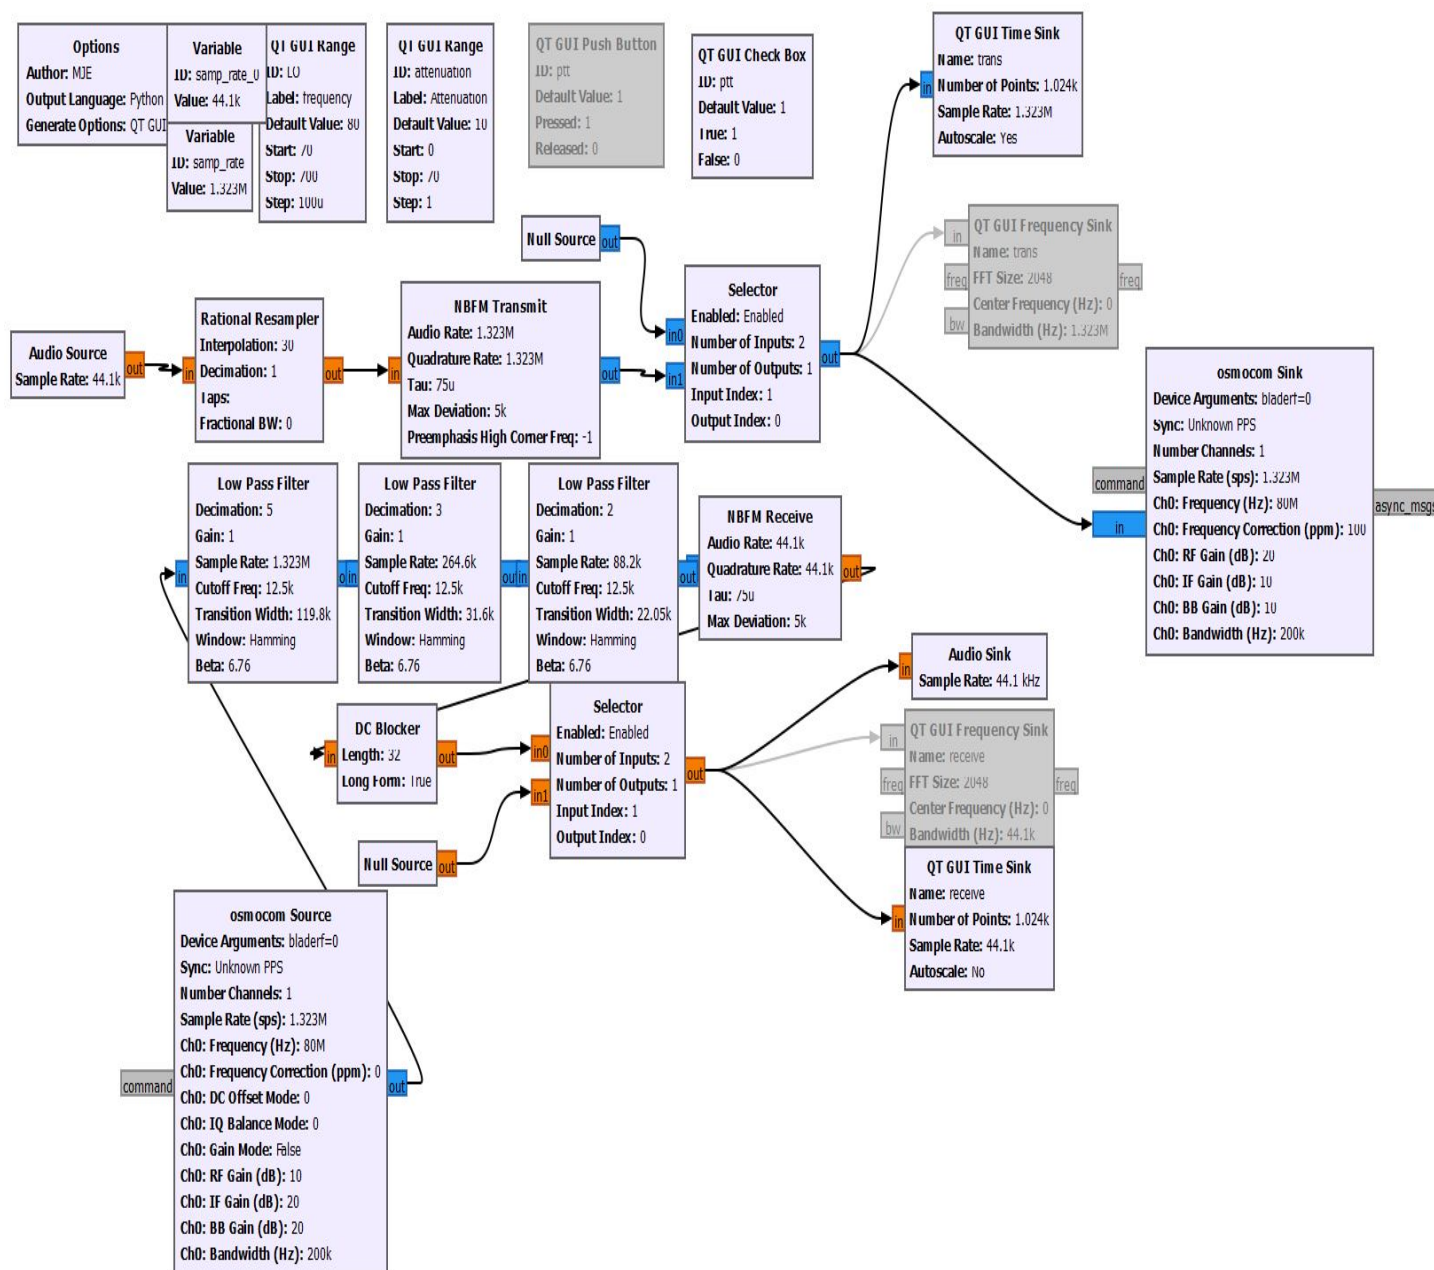 Options
Author: MJE
Output Language: Python
Generate Options: QT GUI
Variable
ID: samp_rate_0
Value: 44.1k
Variable
ID: samp_rate
Value: 1.323M
QT GUI Range
ID: LO
Label: frequency
Default Value: 80
Start: 70
Stop: 700
Step: 100u
QT GUI Range
ID: attenuation
Label: Attenuation
Default Value: 10
Start: 0
Stop: 70
Step: 1
QT GUI Push Button
ID: ptt
Default Value: 1
Pressed: 1
Released: 0
QT GUI Check Box
ID: ptt
Default Value: 1
True: 1
False: 0
QT GUI Time Sink
Name: trans
Number of Points: 1.024k
Sample Rate: 1.323M
Autoscale: Yes
in
Null Source
out
QT GUI Frequency Sink
Name: trans
FFT Size: 2048
Center Frequency (Hz): 0
Bandwidth (Hz): 1.323M
in
freq
bw
freq
Audio Source
Sample Rate: 44.1k
out
Rational Resampler
Interpolation: 30
Decimation: 1
Taps:
Fractional BW: 0
in
out
NBFM Transmit
Audio Rate: 1.323M
Quadrature Rate: 1.323M
Tau: 75u
Max Deviation: 5k
Preemphasis High Corner Freq: -1
in
out
Selector
Enabled: Enabled
Number of Inputs: 2
Number of Outputs: 1
Input Index: 1
Output Index: 0
in0
in1
out
osmocom Sink
Device Arguments: bladerf=0
Sync: Unknown PPS
Number Channels: 1
Sample Rate (sps): 1.323M
Ch0: Frequency (Hz): 80M
Ch0: Frequency Correction (ppm): 100
Ch0: RF Gain (dB): 20
Ch0: IF Gain (dB): 10
Ch0: BB Gain (dB): 10
Ch0: Bandwidth (Hz): 200k
command
in
async_msgs
Low Pass Filter
Decimation: 5
Gain: 1
Sample Rate: 1.323M
Cutoff Freq: 12.5k
Transition Width: 119.8k
Window: Hamming
Beta: 6.76
in
Low Pass Filter
Decimation: 3
Gain: 1
Sample Rate: 264.6k
Cutoff Freq: 12.5k
Transition Width: 31.6k
Window: Hamming
Beta: 6.76
in
out
Low Pass Filter
Decimation: 2
Gain: 1
Sample Rate: 88.2k
Cutoff Freq: 12.5k
Transition Width: 22.05k
Window: Hamming
Beta: 6.76
in
out
NBFM Receive
Audio Rate: 44.1k
Quadrature Rate: 44.1k
Tau: 75u
Max Deviation: 5k
out
DC Blocker
Length: 32
Long Form: True
in
out
Null Source
out
Selector
Enabled: Enabled
Number of Inputs: 2
Number of Outputs: 1
Input Index: 1
Output Index: 0
in0
in1
out
Audio Sink
Sample Rate: 44.1 kHz
in
QT GUI Frequency Sink
Name: receive
FFT Size: 2048
Center Frequency (Hz): 0
Bandwidth (Hz): 44.1k
in
freq
bw
freq
QT GUI Time Sink
Name: receive
Number of Points: 1.024k
Sample Rate: 44.1k
Autoscale: No
in
osmocom Source
Device Arguments: bladerf=0
Sync: Unknown PPS
Number Channels: 1
Sample Rate (sps): 1.323M
Ch0: Frequency (Hz): 80M
Ch0: Frequency Correction (ppm): 0
Ch0: DC Offset Mode: 0
Ch0: IQ Balance Mode: 0
Ch0: Gain Mode: False
Ch0: RF Gain (dB): 10
Ch0: IF Gain (dB): 20
Ch0: BB Gain (dB): 20
Ch0: Bandwidth (Hz): 200k
command
out